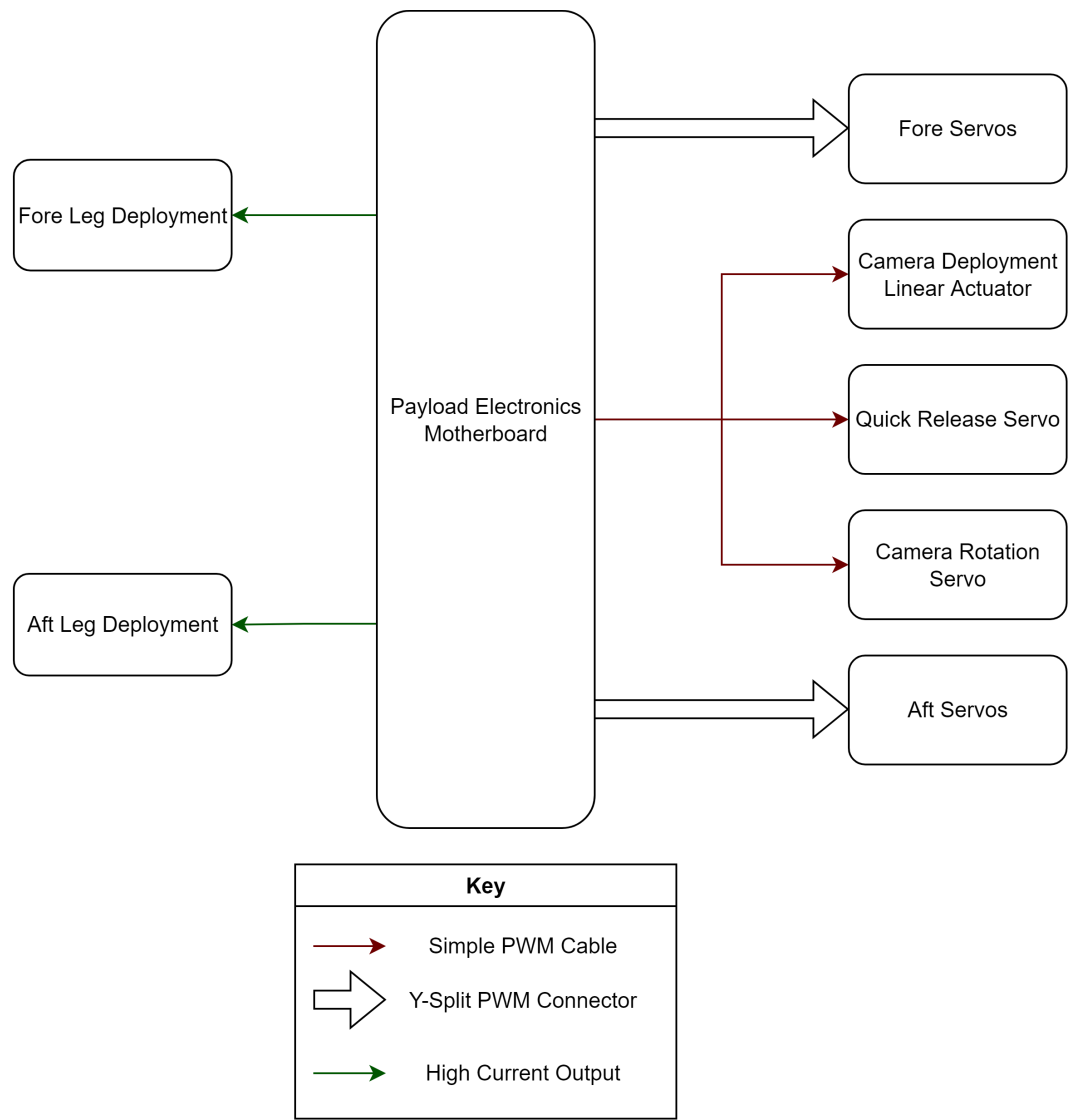 Fore Servos
Fore Leg Deployment
Camera Deployment
Linear Actuator
Payload Electronics
Motherboard
Quick Release Servo
Camera Rotation
Servo
Aft Leg Deployment
Aft Servos
Key
Simple PWM Cable
Y-Split PWM Connector
High Current Output